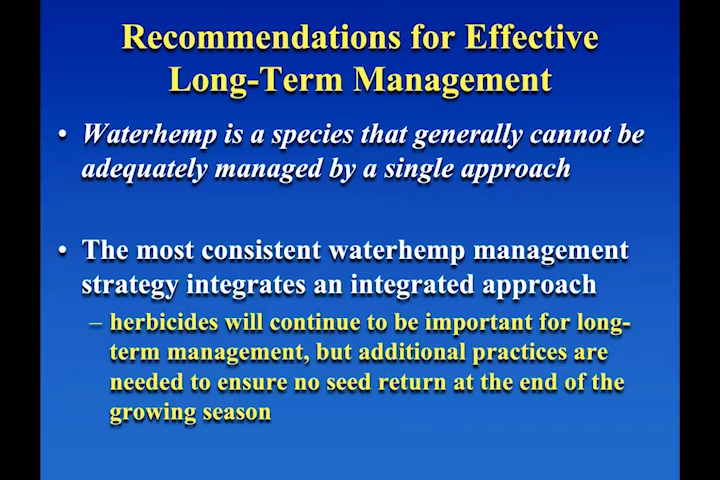 Recommendations for Effective
Long-Term Management
• Waterhemp is a species that generally cannot be
adequately managed by a single approach
• The most consistent waterhemp management
strategy integrates an integrated approach
– herbicides will continue to be important for long-
term management, but additional practices are
needed to ensure no seed return at the end of the
growing season